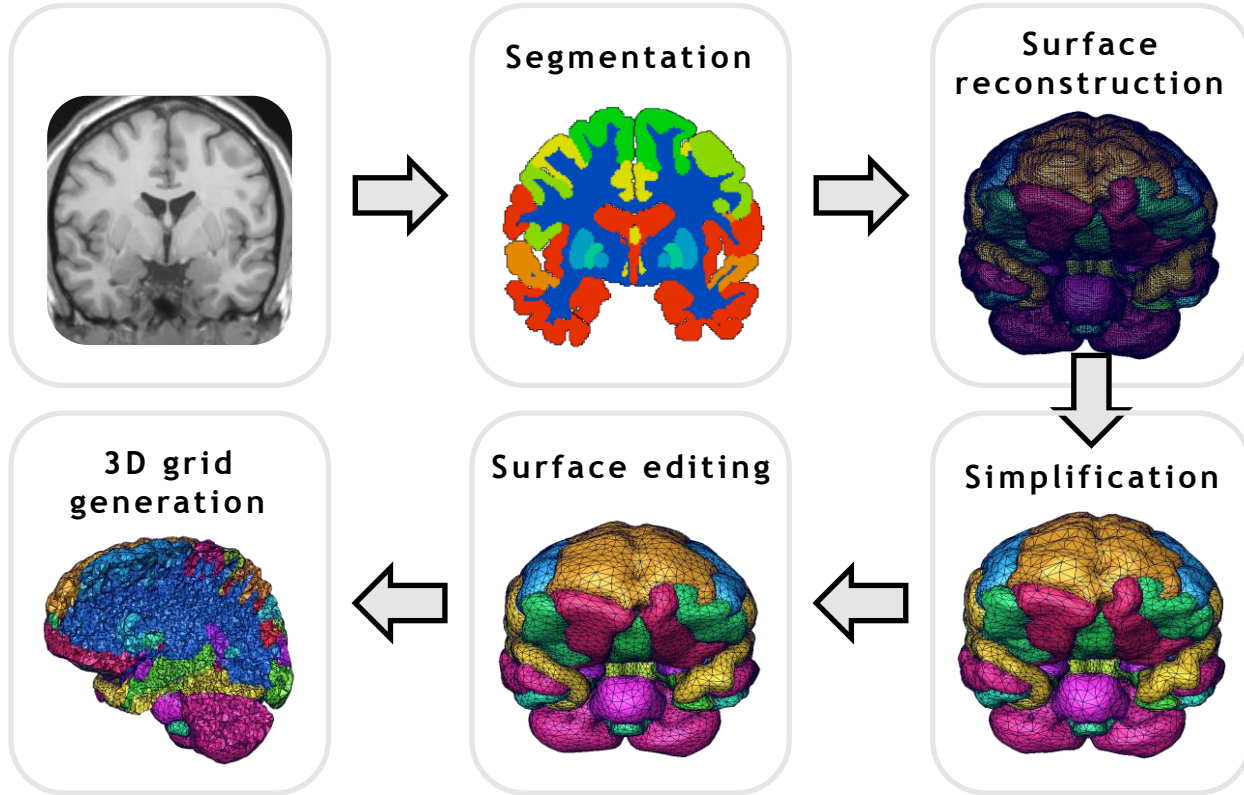 Segmentation
Surface
reconstruction
3D grid
generation
Surface editing
Simplification